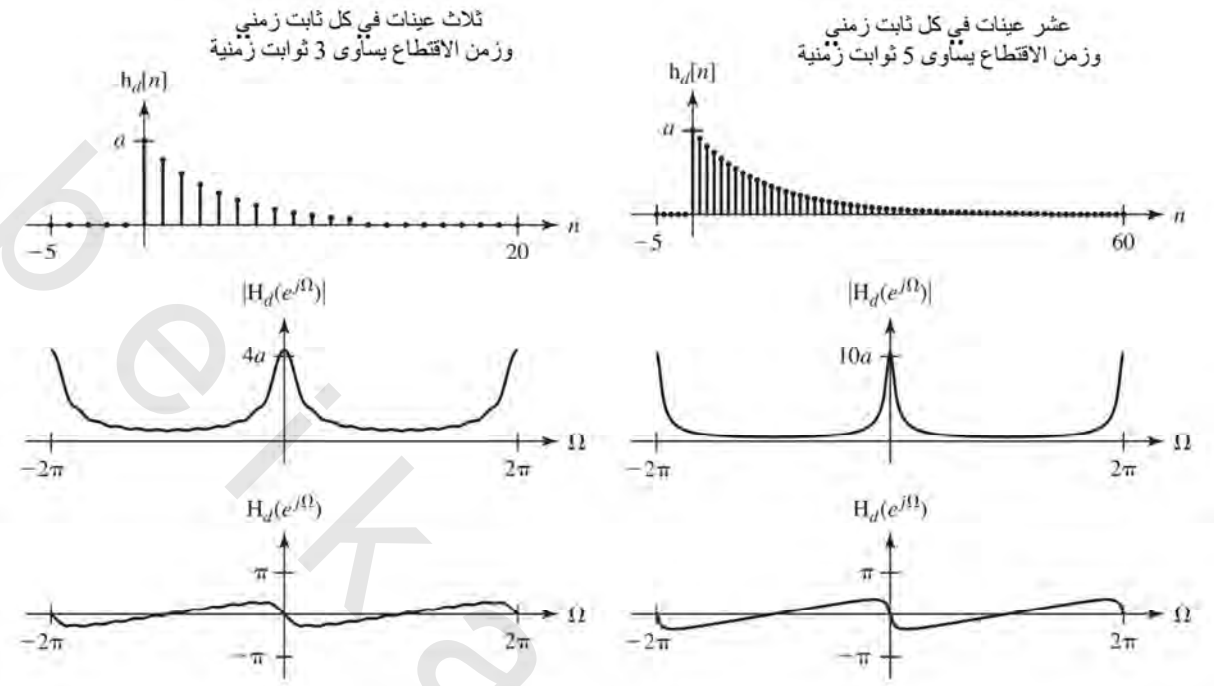 ثلاث عينات في كل ثابت زمني
وزمن الاقتطاع يساوى 3 ثوابت زمنية
h_d[n]
a
n
−5
20
|H_d(e^{jΩ})|
4a
Ω
−2π
2π
H_d(e^{jΩ})
π
Ω
−2π
2π
−π
عشر عينات في كل ثابت زمني
وزمن الاقتطاع يساوى 5 ثوابت زمنية
h_d[n]
a
n
−5
60
|H_d(e^{jΩ})|
10a
Ω
−2π
2π
H_d(e^{jΩ})
π
Ω
−2π
2π
−π